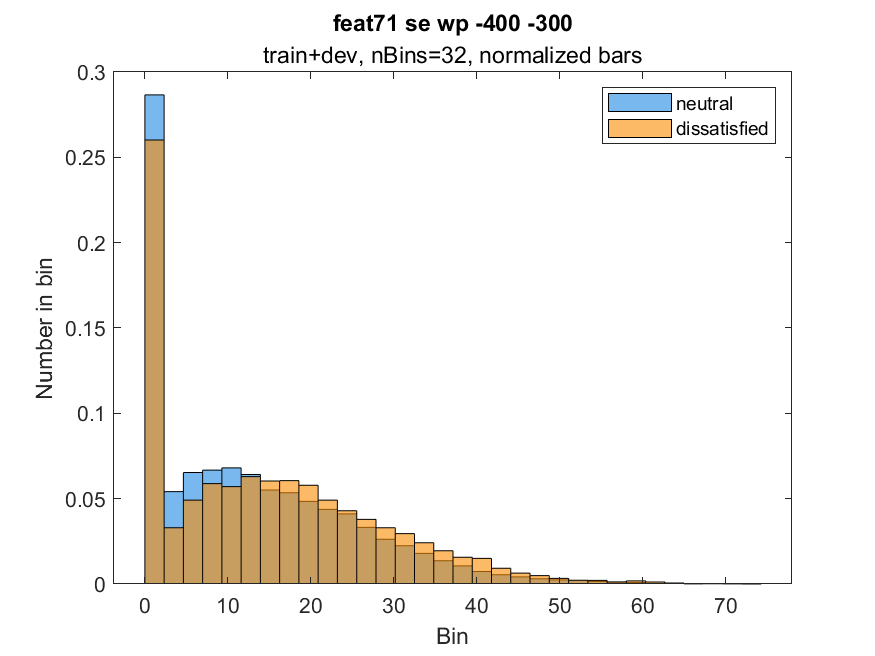 feat71 se wp -400 -300
train+dev, nBins=32, normalized bars
0.3
0.25
0.2
0.15
0.1
0.05
0
Number in bin
neutral
dissatisfied
0 10 20 30 40 50 60 70
Bin